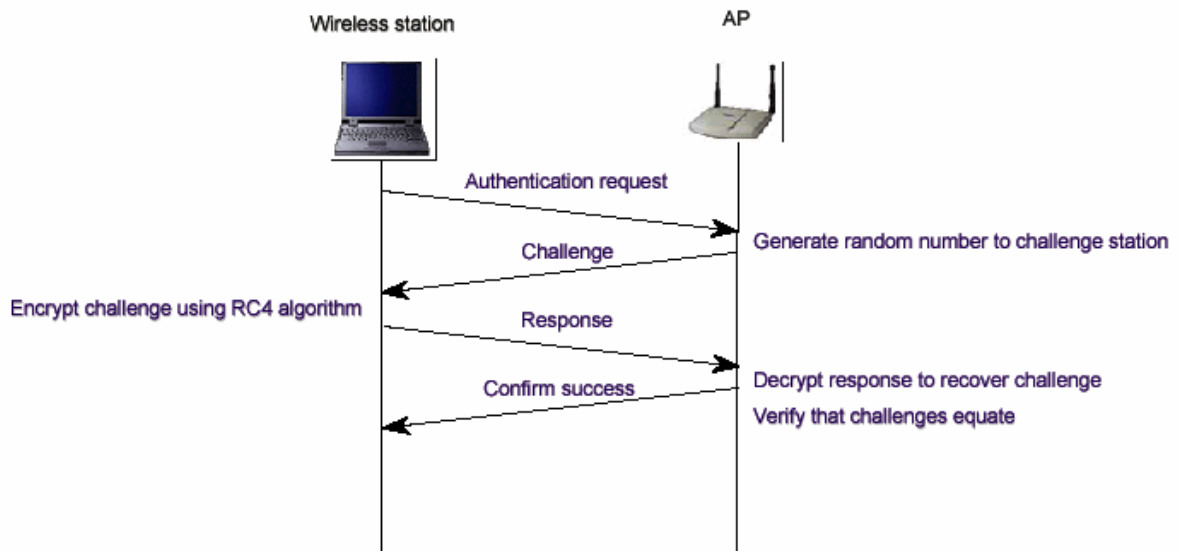 Wireless station
AP
Authentication request
Generate random number to challenge station
Challenge
Encrypt challenge using RC4 algorithm
Response
Decrypt response to recover challenge
Confirm success
Verify that challenges equate